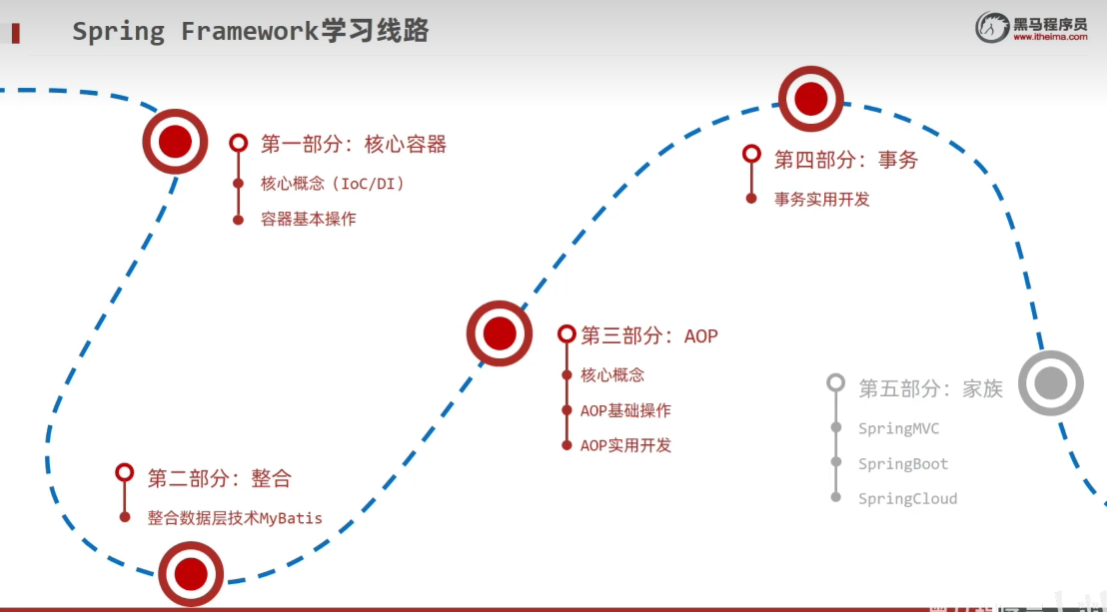 Spring Framework学习线路
黑马程序员
www.itheima.com
第一部分：核心容器
核心概念（IoC/DI）
容器基本操作
第二部分：整合
整合数据层技术MyBatis
第三部分：AOP
核心概念
AOP基础操作
AOP实用开发
第四部分：事务
事务实用开发
第五部分：家族
SpringMVC
SpringBoot
SpringCloud